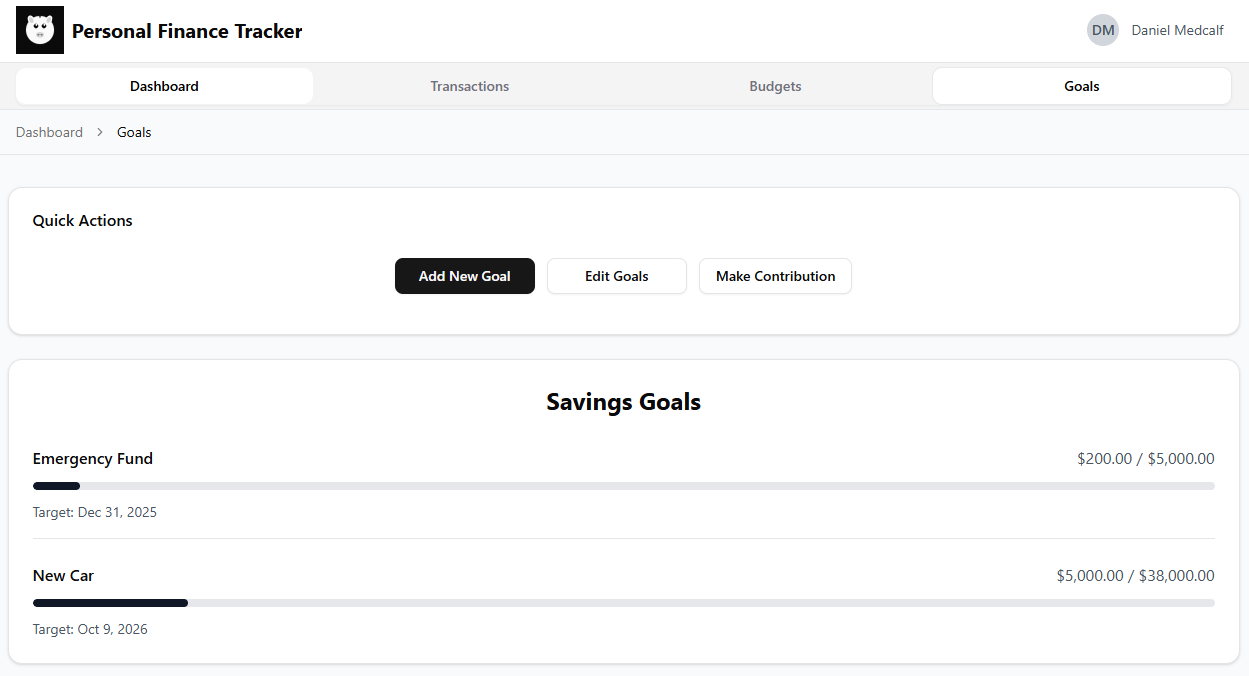 Personal Finance Tracker
DM Daniel Medcalf
Dashboard Transactions Budgets Goals
Dashboard > Goals
Quick Actions
Add New Goal Edit Goals Make Contribution
Savings Goals
Emergency Fund $200.00 / $5,000.00
Target: Dec 31, 2025
New Car $5,000.00 / $38,000.00
Target: Oct 9, 2026